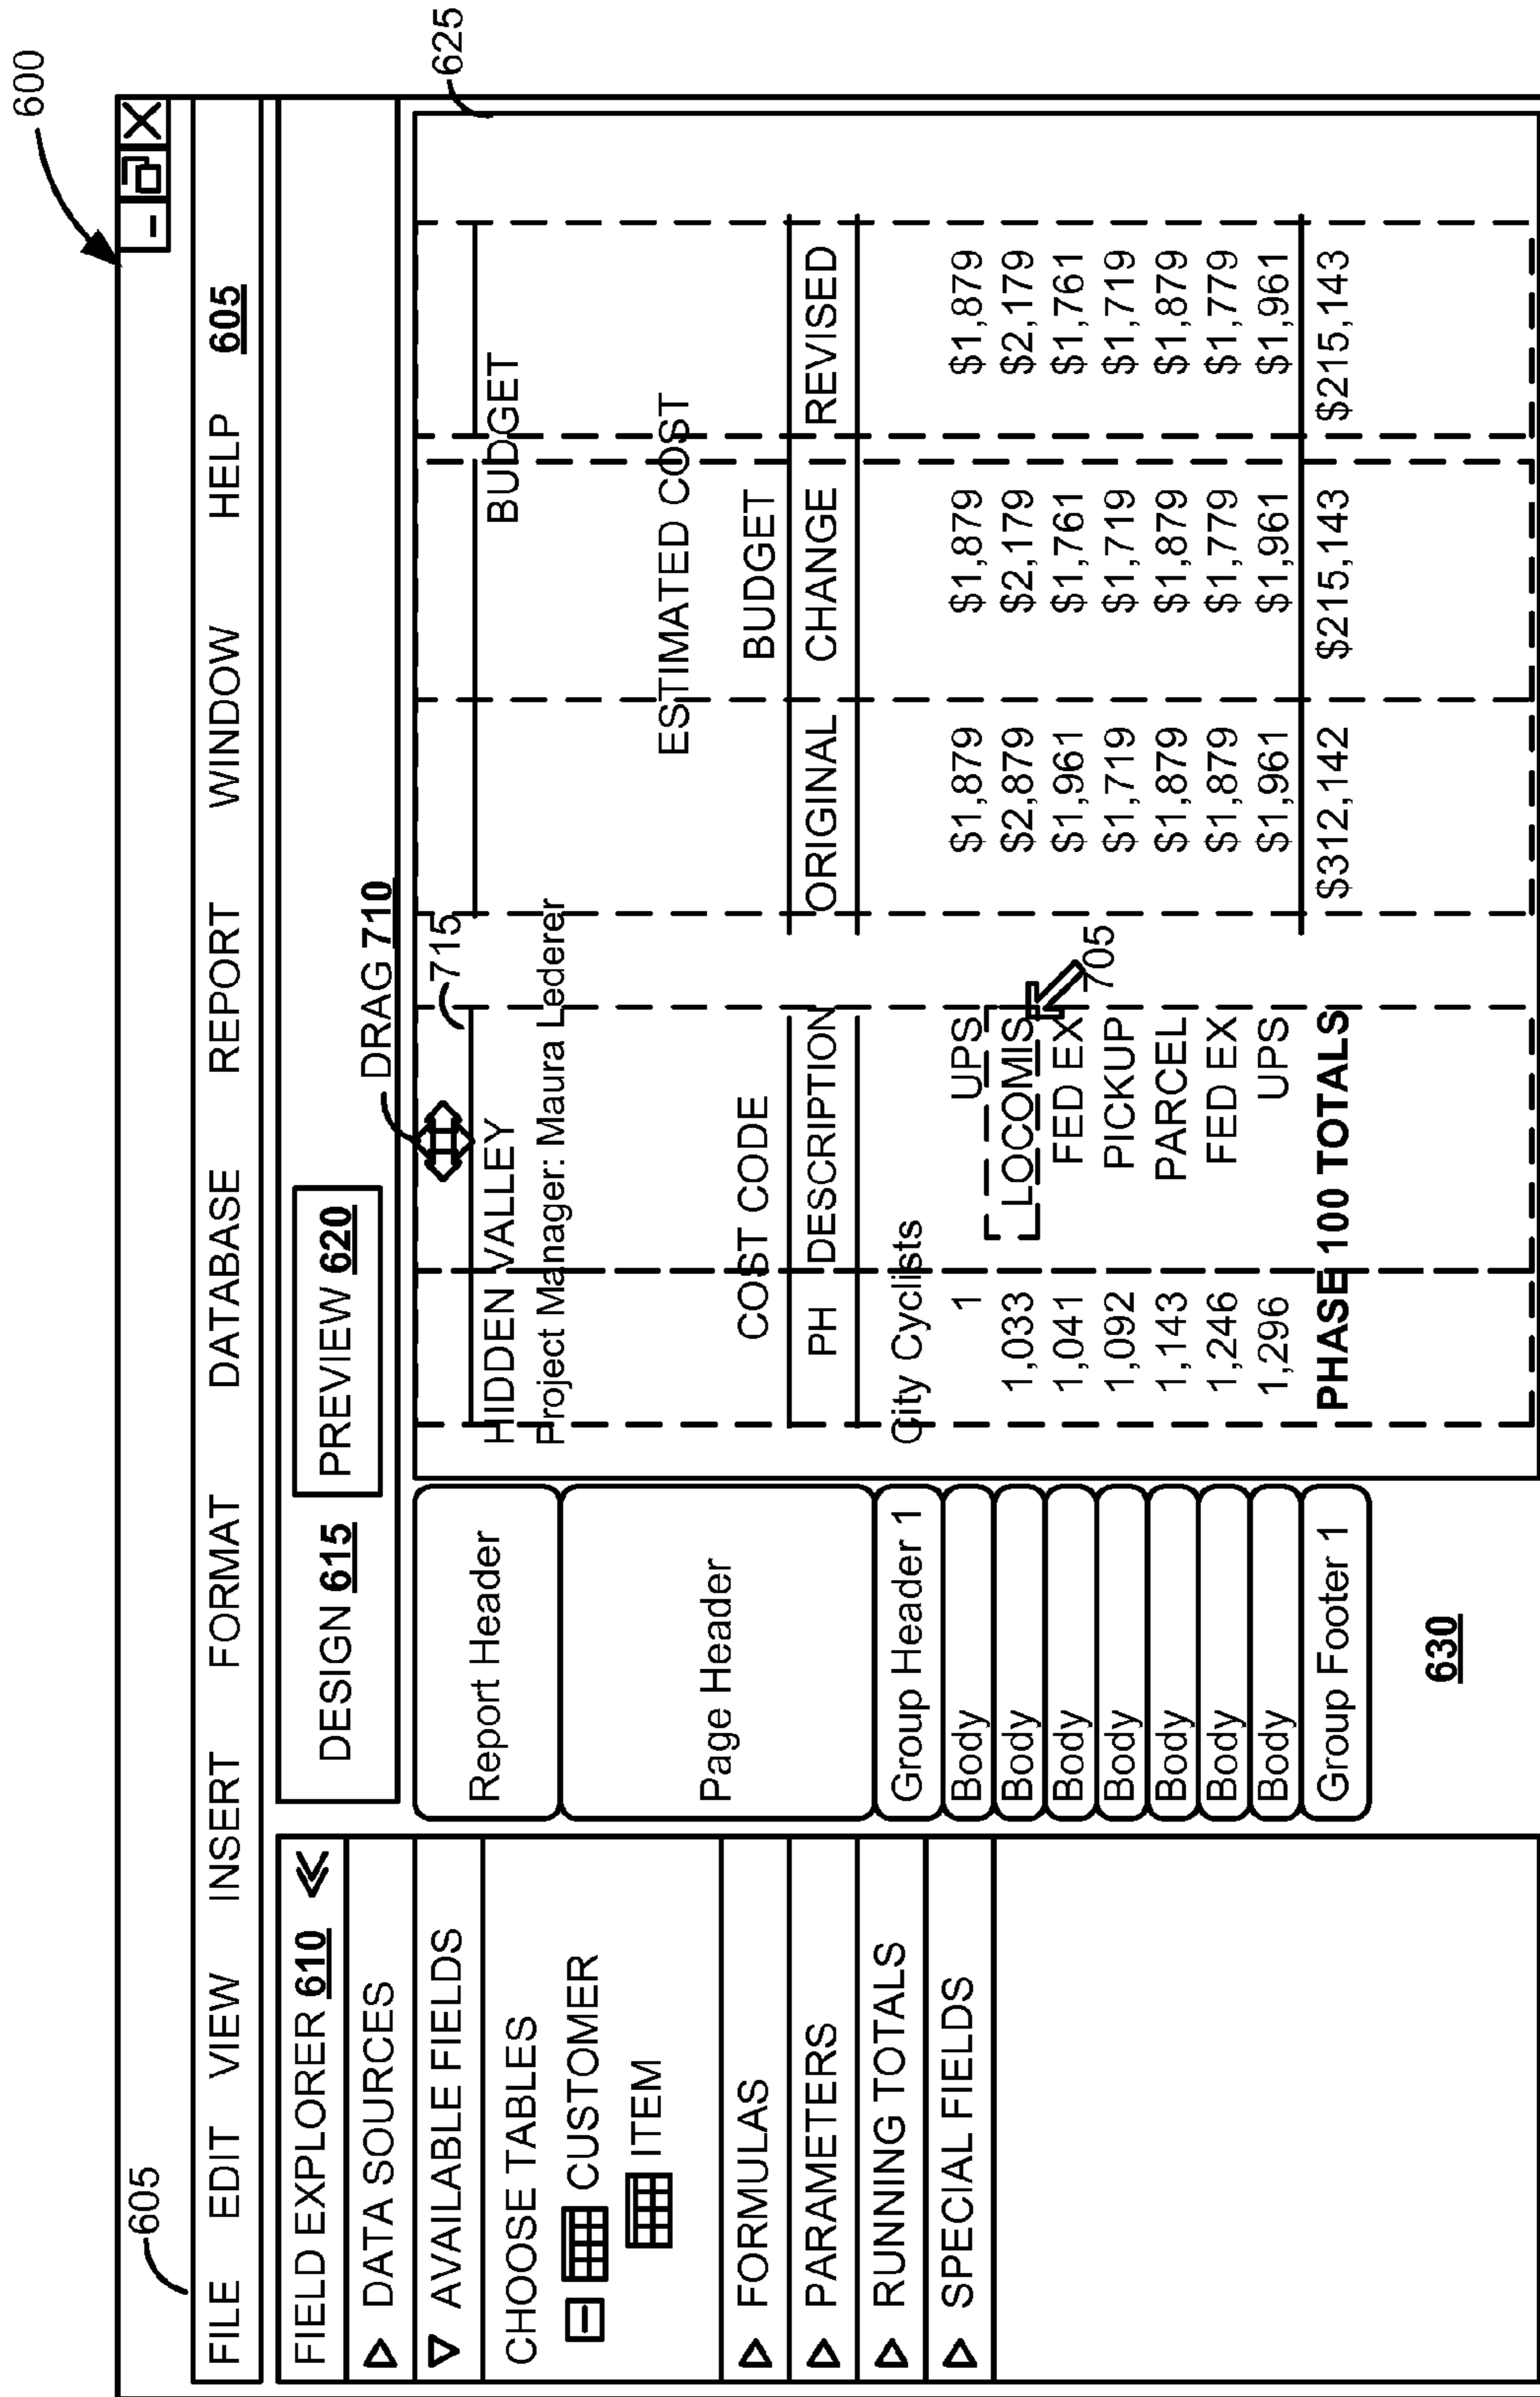 600
605
FILE EDIT VIEW INSERT FORMAT DATABASE REPORT WINDOW HELP 605
FIELD EXPLORER 610 <<
DATA SOURCES
AVAILABLE FIELDS
CHOOSE TABLES
CUSTOMER
ITEM
FORMULAS
PARAMETERS
RUNNING TOTALS
SPECIAL FIELDS
DESIGN 615 PREVIEW 620
DRAG 710
715
625
Report Header
Page Header
Group Header 1
Body
Body
Body
Body
Body
Body
Body
Group Footer 1
630
HIDDEN VALLEY BUDGET
Project Manager: Maura Lederer
ESTIMATED COST
COST CODE BUDGET
PH DESCRIPTION ORIGINAL CHANGE REVISED
City Cyclists
1 UPS $1,879 $1,879 $1,879
1,033 LOCOMIS $2,879 $2,179 $2,179
1,041 FED EX $1,961 $1,761 $1,761
705
1,092 PICKUP $1,719 $1,719 $1,719
1,143 PARCEL $1,879 $1,879 $1,879
1,246 FED EX $1,879 $1,779 $1,779
1,296 UPS $1,961 $1,961 $1,961
PHASE 100 TOTALS $312,142 $215,143 $215,143